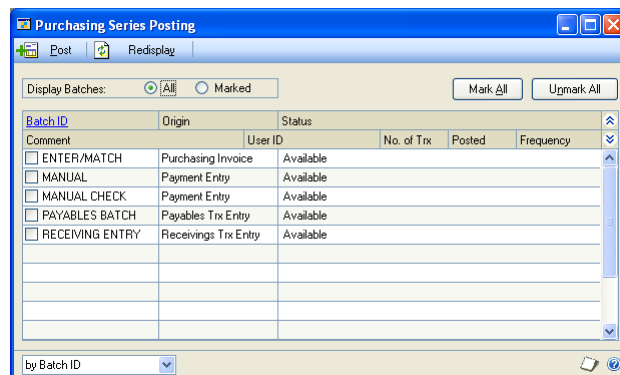 Purchasing Series Posting
Post Redisplay
Display Batches: All Marked Mark All Unmark All
Batch ID Origin Status
Comment User ID No. of Trx Posted Frequency
ENTER/MATCH Purchasing Invoice Available
MANUAL Payment Entry Available
MANUAL CHECK Payment Entry Available
PAYABLES BATCH Payables Trx Entry Available
RECEIVING ENTRY Receivings Trx Entry Available
by Batch ID